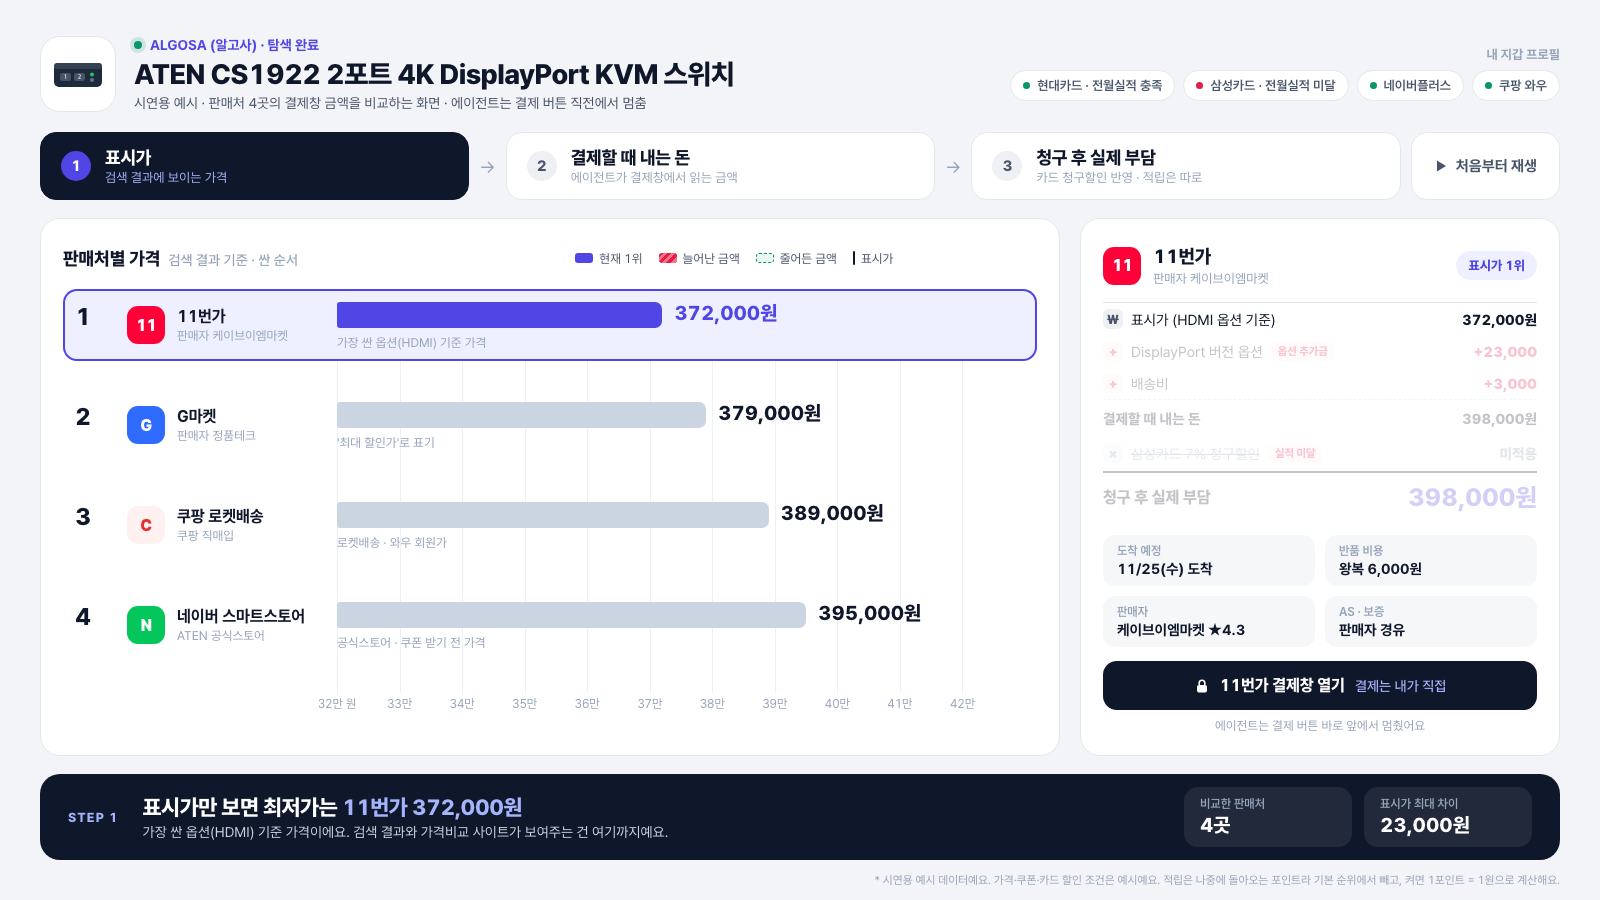 ALGOSA (알고사) · 탐색 완료
ATEN CS1922 2포트 4K DisplayPort KVM 스위치
시연용 예시 · 판매처 4곳의 결제창 금액을 비교하는 화면 · 에이전트는 결제 버튼 직전에서 멈춤
1 2
내 지갑 프로필
현대카드 · 전월실적 충족
삼성카드 · 전월실적 미달
네이버플러스
쿠팡 와우
1 표시가
검색 결과에 보이는 가격
→
2 결제할 때 내는 돈
에이전트가 결제창에서 읽는 금액
→
3 청구 후 실제 부담
카드 청구할인 반영 · 적립은 따로
▶ 처음부터 재생
판매처별 가격 검색 결과 기준 · 싼 순서
현재 1위 늘어난 금액 줄어든 금액 표시가
1 11 11번가 372,000원
판매자 케이브이엠마켓
가장 싼 옵션(HDMI) 기준 가격
2 G G마켓 379,000원
판매자 정품테크
'최대 할인가'로 표기
3 C 쿠팡 로켓배송 389,000원
쿠팡 직매입
로켓배송 · 와우 회원가
4 N 네이버 스마트스토어 395,000원
ATEN 공식스토어
공식스토어 · 쿠폰 받기 전 가격
32만 원 33만 34만 35만 36만 37만 38만 39만 40만 41만 42만
11 11번가 표시가 1위
판매자 케이브이엠마켓
₩ 표시가 (HDMI 옵션 기준) 372,000원
+ DisplayPort 버전 옵션 옵션 추가금 +23,000
+ 배송비 +3,000
결제할 때 내는 돈 398,000원
× 삼성카드 7% 청구할인 실적 미달 미적용
청구 후 실제 부담 398,000원
도착 예정
11/25(수) 도착
반품 비용
왕복 6,000원
판매자
케이브이엠마켓 ★4.3
AS · 보증
판매자 경유
11번가 결제창 열기 결제는 내가 직접
에이전트는 결제 버튼 바로 앞에서 멈췄어요
STEP 1
표시가만 보면 최저가는 11번가 372,000원
가장 싼 옵션(HDMI) 기준 가격이에요. 검색 결과와 가격비교 사이트가 보여주는 건 여기까지예요.
비교한 판매처
4곳
표시가 최대 차이
23,000원
* 시연용 예시 데이터예요. 가격·쿠폰·카드 할인 조건은 예시예요. 적립은 나중에 돌아오는 포인트라 기본 순위에서 빼고, 켜면 1포인트 = 1원으로 계산해요.